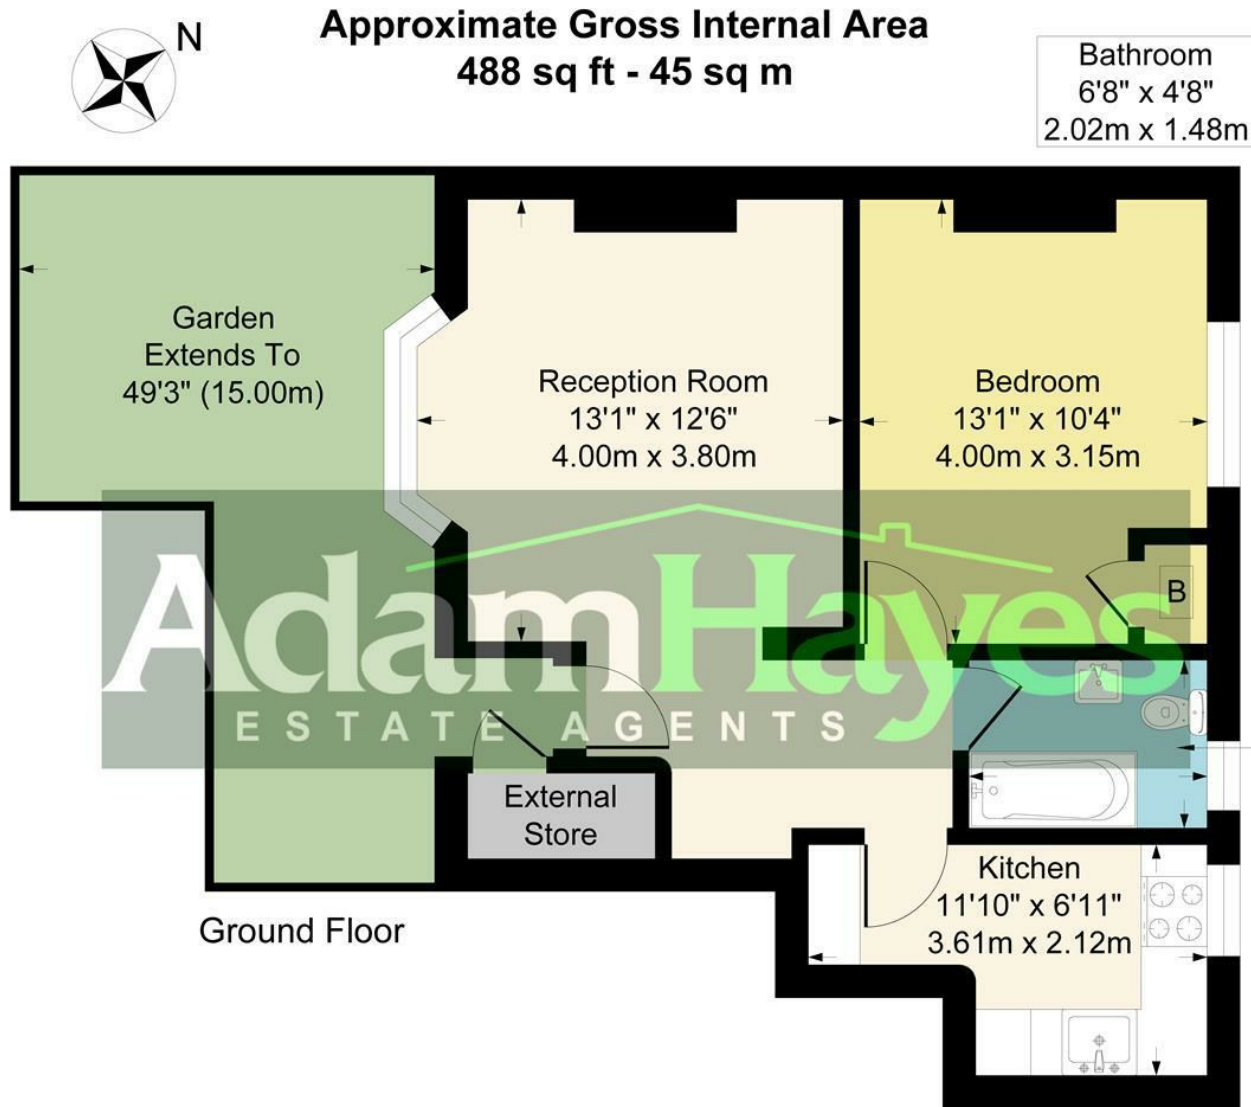 Approximate Gross Internal Area
488 sq ft - 45 sq m
N
Bathroom
6'8" x 4'8"
2.02m x 1.48m
Garden
Extends To
49'3" (15.00m)
Reception Room
13'1" x 12'6"
4.00m x 3.80m
Bedroom
13'1" x 10'4"
4.00m x 3.15m
B
AdamHayes
ESTATE AGENTS
External
Store
Kitchen
11'10" x 6'11"
3.61m x 2.12m
Ground Floor